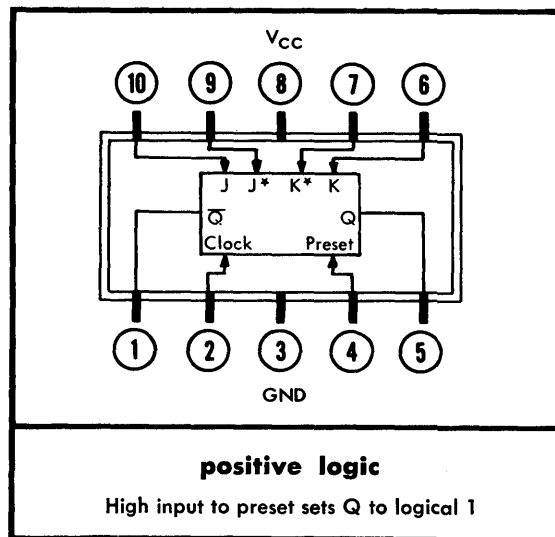 VCC
10 9 8 7 6
J J* K* K
Q̅ Q
Clock Preset
1 2 3 4 5
GND
positive logic
High input to preset sets Q to logical 1